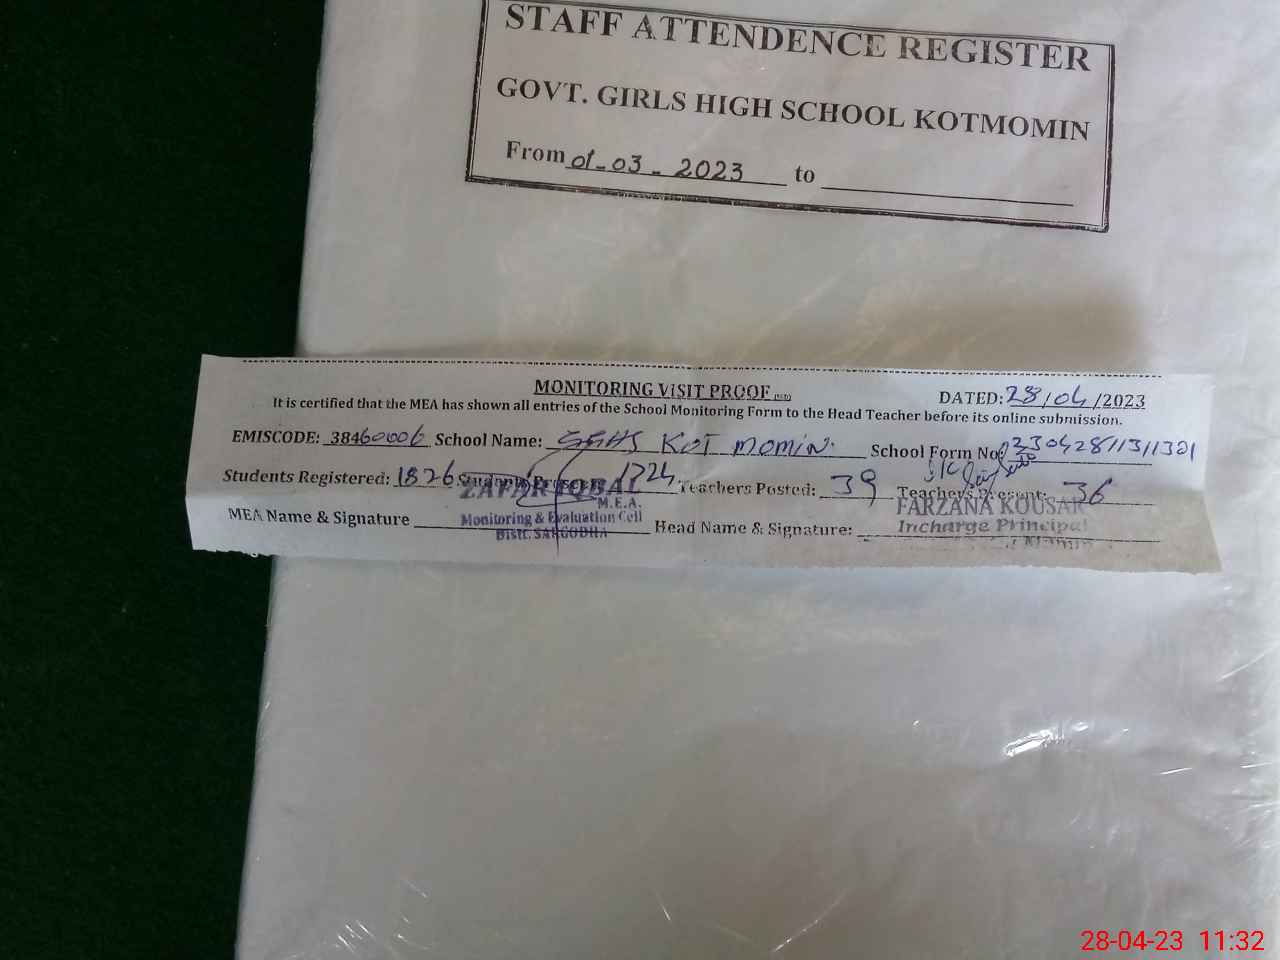 STAFF ATTENDENCE REGISTER
GOVT. GIRLS HIGH SCHOOL KOTMOMIN
From 01-03-2023 to
MONITORING VISIT PROOF
DATED: 28/04/2023
It is certified that the MEA has shown all entries of the School Monitoring Form to the Head Teacher before its online submission.
EMISCODE: 38460006 School Name: GGHS KOT MOMIN. School Form No:
Students Registered: 1826 Students Present: 1724 Teachers Posted: 39 Teachers Present: 36
MEA Name & Signature Head Name & Signature:
ZAFAR IQBAL
M.E.A.
Monitoring & Evaluation Cell
Distt. SARGODHA
FARZANA KOUSAR
Incharge Principal
28-04-23 11:32